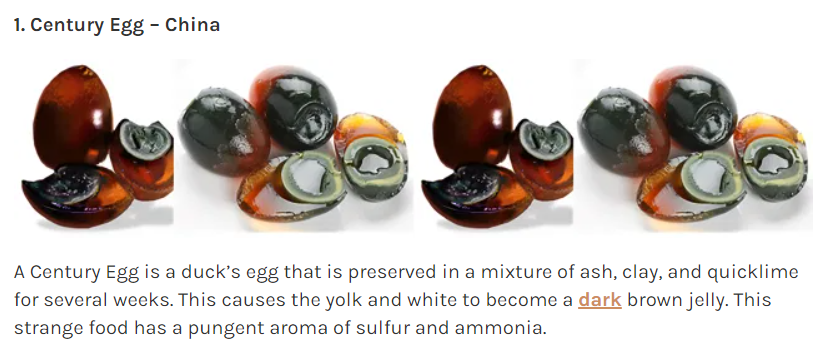 1. Century Egg – China
A Century Egg is a duck’s egg that is preserved in a mixture of ash, clay, and quicklime
for several weeks. This causes the yolk and white to become a dark brown jelly. This
strange food has a pungent aroma of sulfur and ammonia.